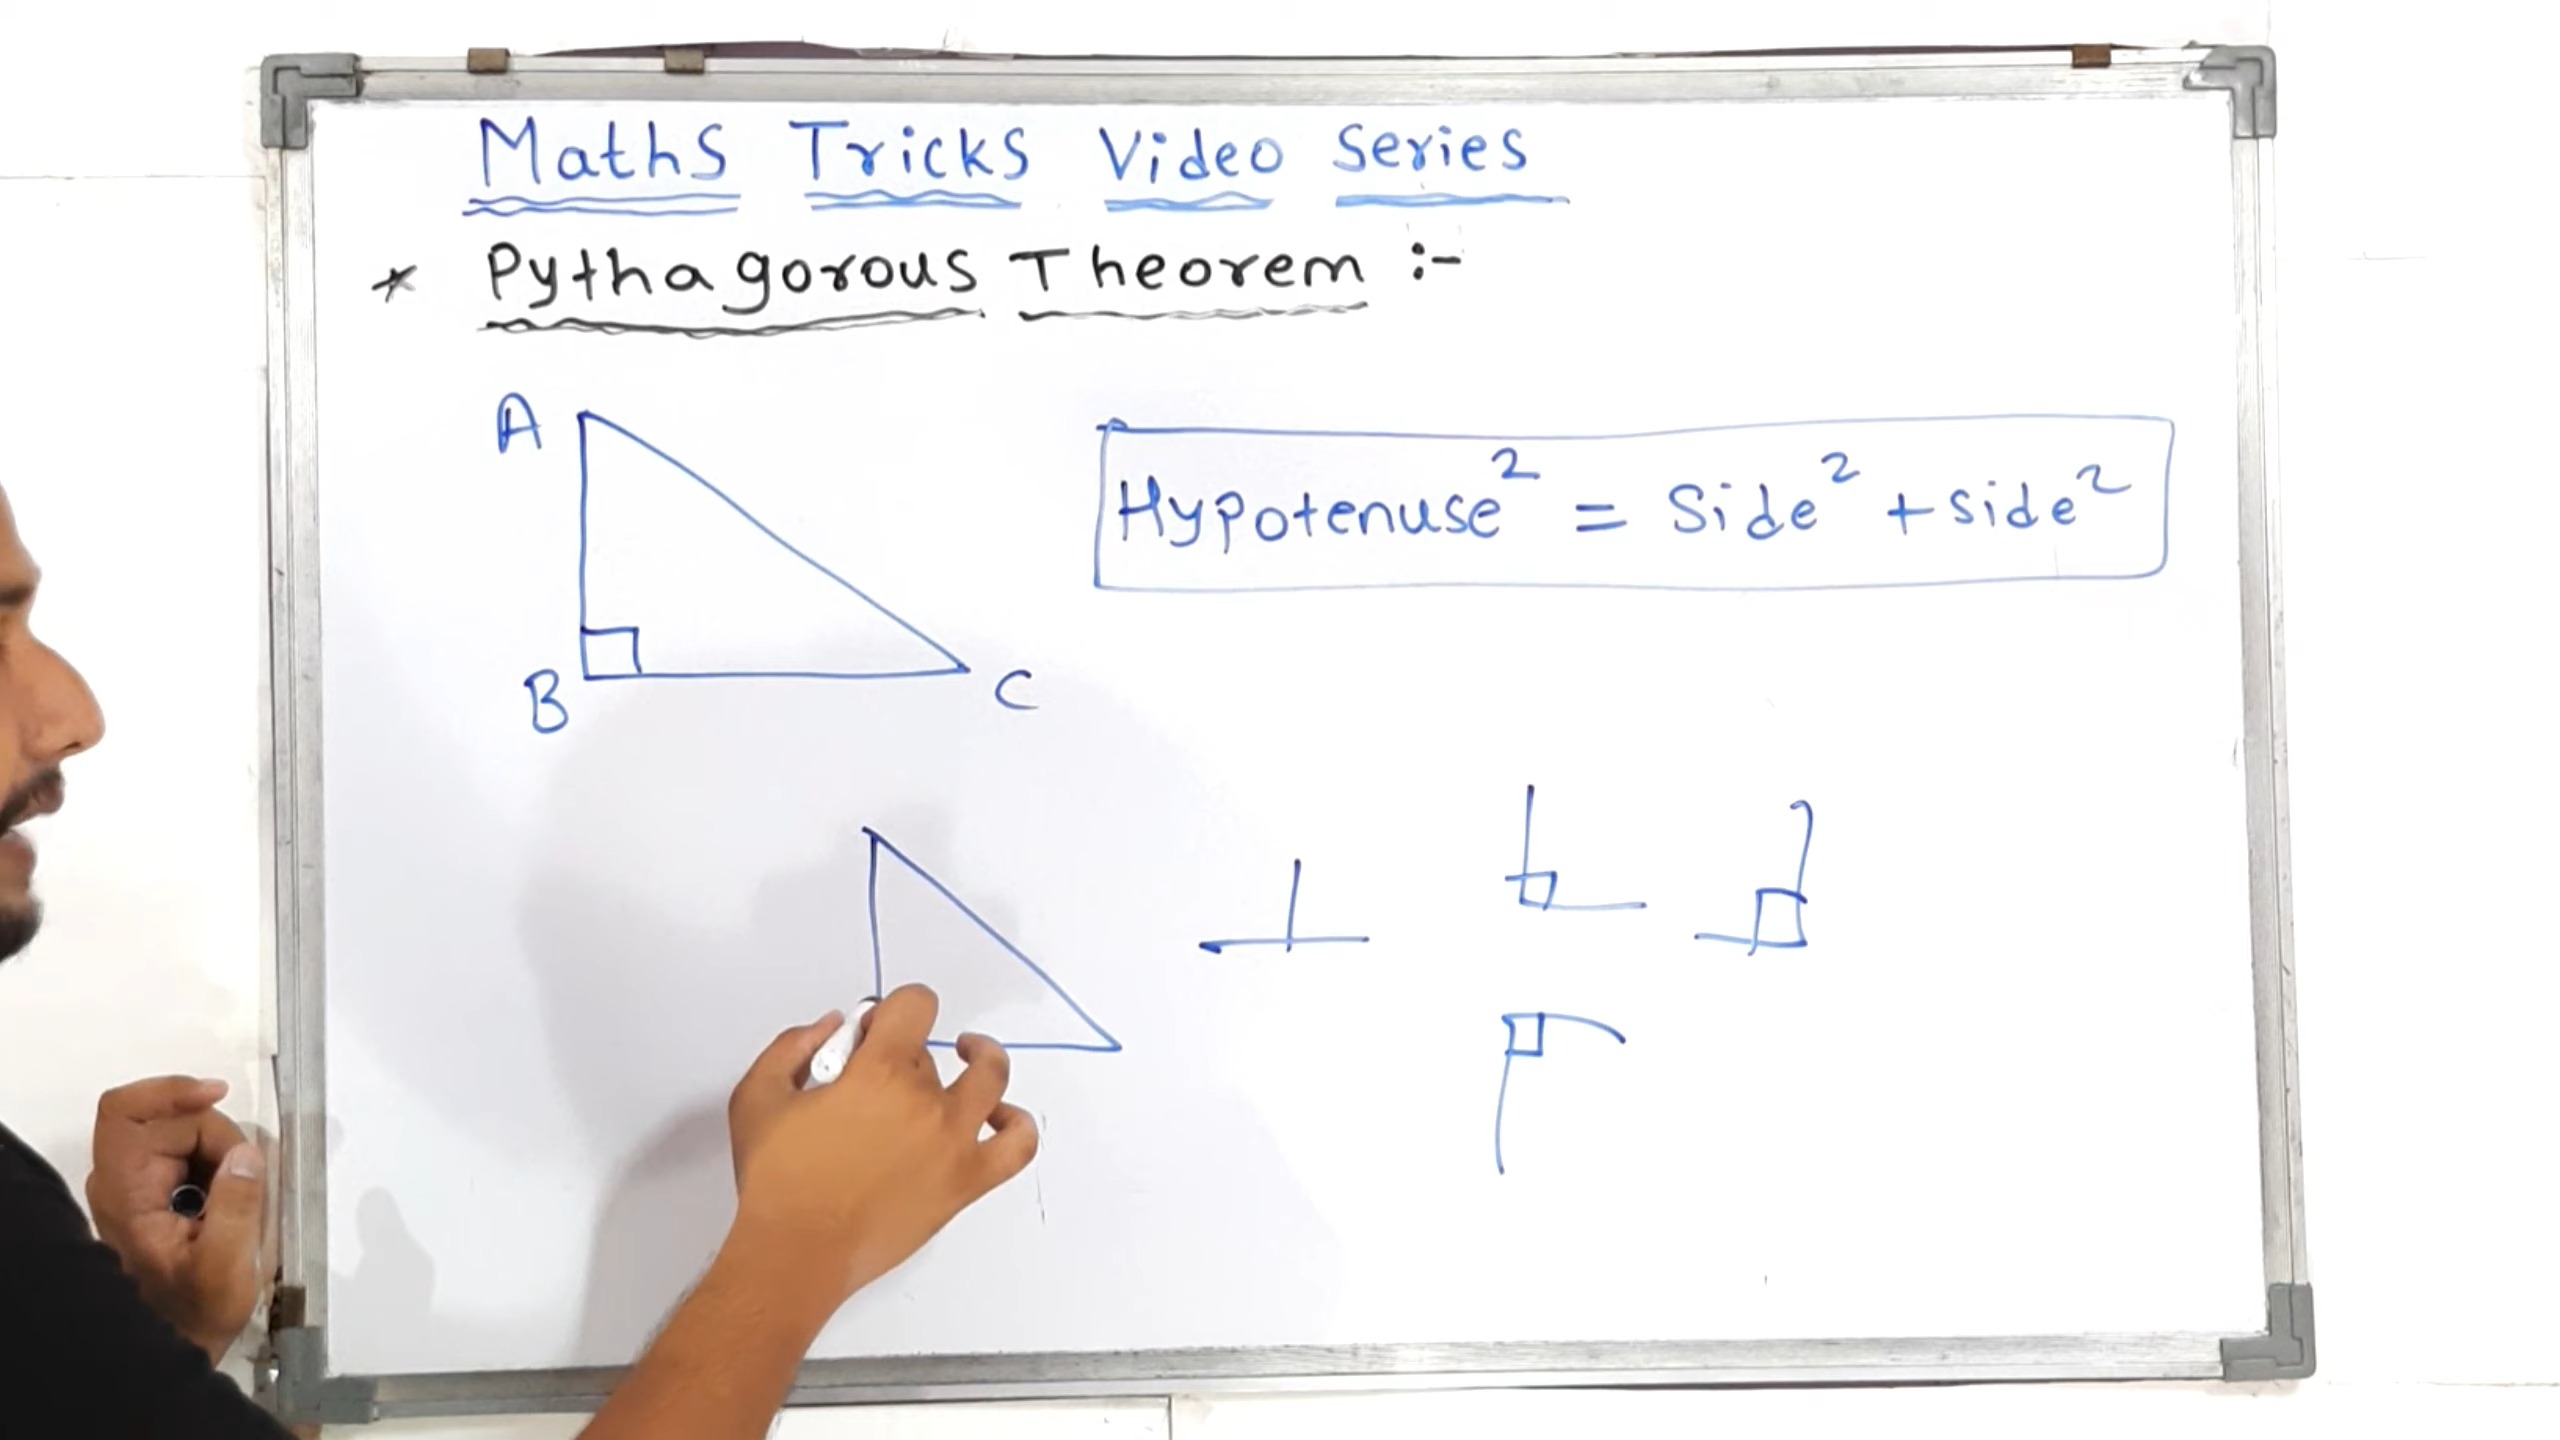 Maths Tricks Video Series
* Pythagorous Theorem :-
A
Hypotenuse² = Side² + side²
B
C